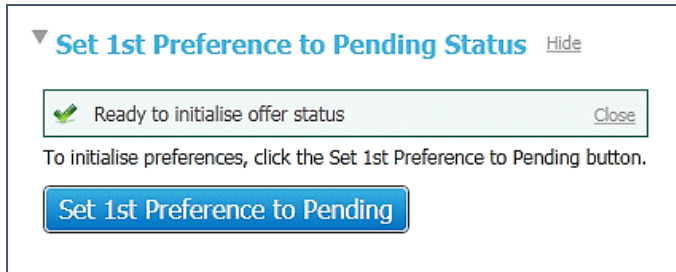 Set 1st Preference to Pending Status Hide
Ready to initialise offer status Close
To initialise preferences, click the Set 1st Preference to Pending button.
Set 1st Preference to Pending